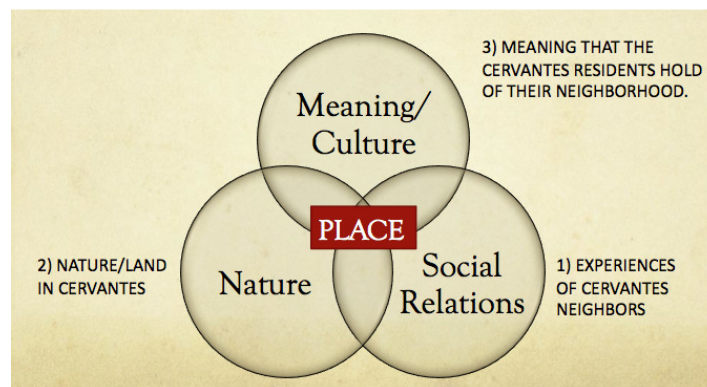 3) MEANING THAT THE
CERVANTES RESIDENTS HOLD
OF THEIR NEIGHBORHOOD.
Meaning/
Culture
PLACE
2) NATURE/LAND
IN CERVANTES
Nature
Social
Relations
1) EXPERIENCES
OF CERVANTES
NEIGHBORS